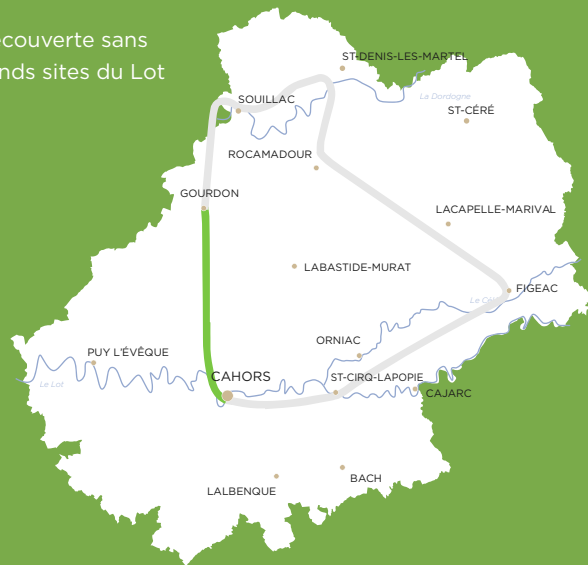 écouverte sans
nds sites du Lot
ST-DENIS-LES-MARTEL
La Dordogne
SOUILLAC
ST-CÉRÉ
ROCAMADOUR
GOURDON
LACAPELLE-MARIVAL
LABASTIDE-MURAT
FIGEAC
Le Célé
ORNIAC
PUY L'ÉVÊQUE
CAHORS
ST-CIRQ-LAPOPIE
Le Lot
CAJARC
BACH
LALBENQUE